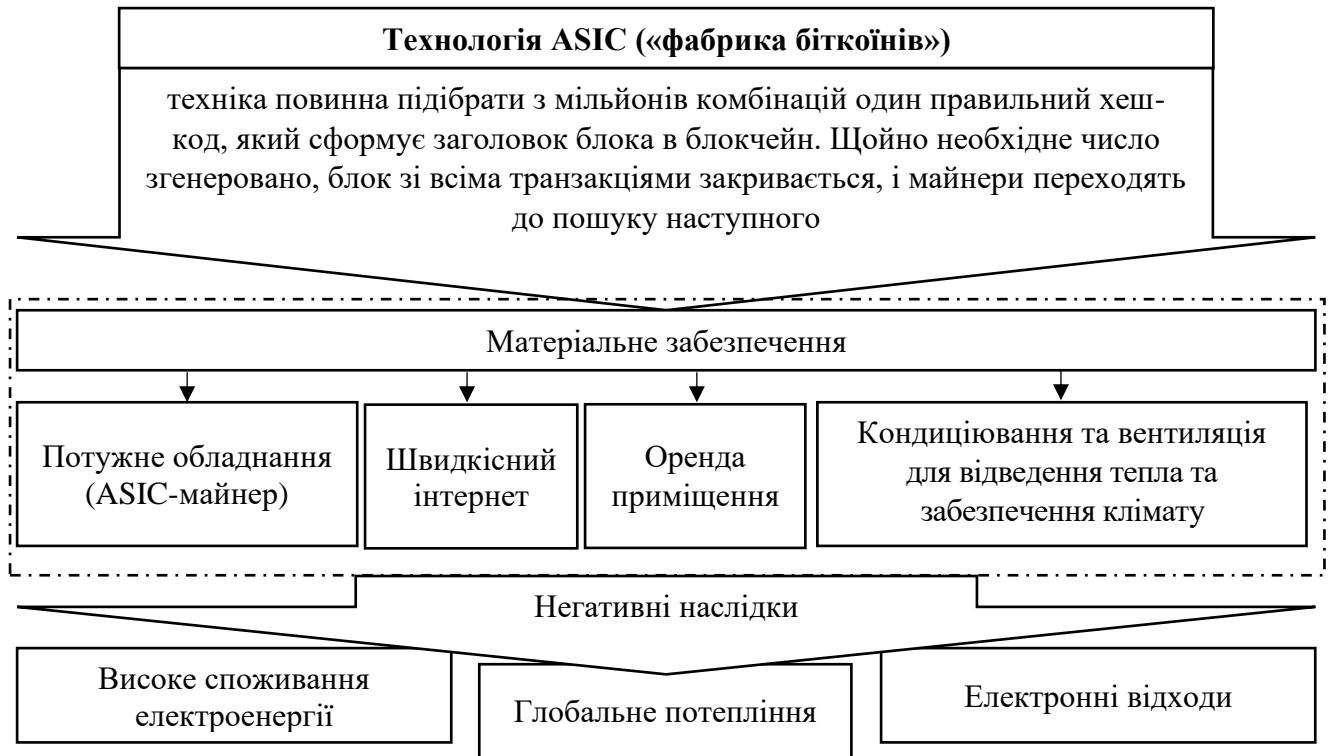 Технологія ASIC («фабрика біткоїнів»)
техніка повинна підібрати з мільйонів комбінацій один правильний хеш-
код, який сформує заголовок блока в блокчейн. Щойно необхідне число
згенеровано, блок зі всіма транзакціями закривається, і майнери переходять
до пошуку наступного
Матеріальне забезпечення
Потужне обладнання
(ASIC-майнер)
Швидкісний
інтернет
Оренда
приміщення
Кондиціювання та вентиляція
для відведення тепла та
забезпечення клімату
Негативні наслідки
Високе споживання
електроенергії
Глобальне потепління
Електронні відходи